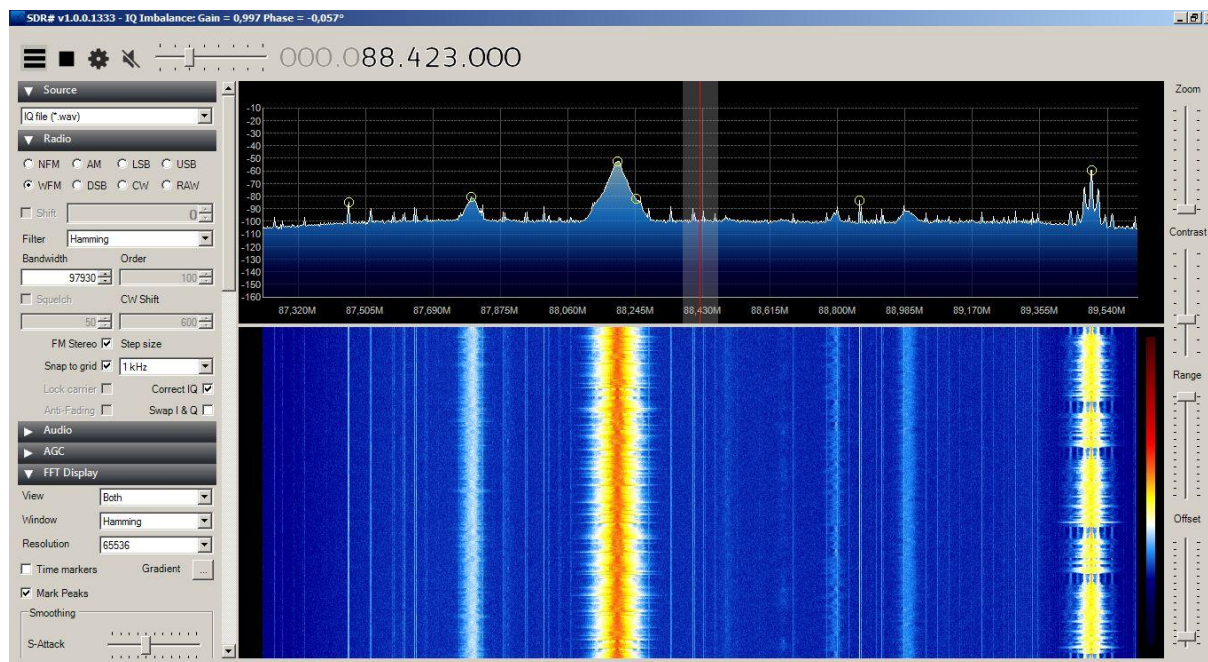 SDR# v1.0.0.1333 - IQ Imbalance: Gain = 0,997 Phase = -0,057°
000.088.423.000
Source
IQ file (*.wav)
Radio
NFM AM LSB USB
WFM DSB CW RAW
Shift 0
Filter Hamming
Bandwidth Order
97930 100
Squelch CW Shift
50 600
FM Stereo Step size
Snap to grid 1 kHz
Lock carrier Correct IQ
Anti-Fading Swap I & Q
Audio
AGC
FFT Display
View Both
Window Hamming
Resolution 65536
Time markers Gradient ...
Mark Peaks
Smoothing
S-Attack
-10
-20
-30
-40
-50
-60
-70
-80
-90
-100
-110
-120
-130
-140
-150
-160
87,320M 87,505M 87,690M 87,875M 88,060M 88,245M 88,430M 88,615M 88,800M 88,985M 89,170M 89,355M 89,540M
Zoom
Contrast
Range
Offset